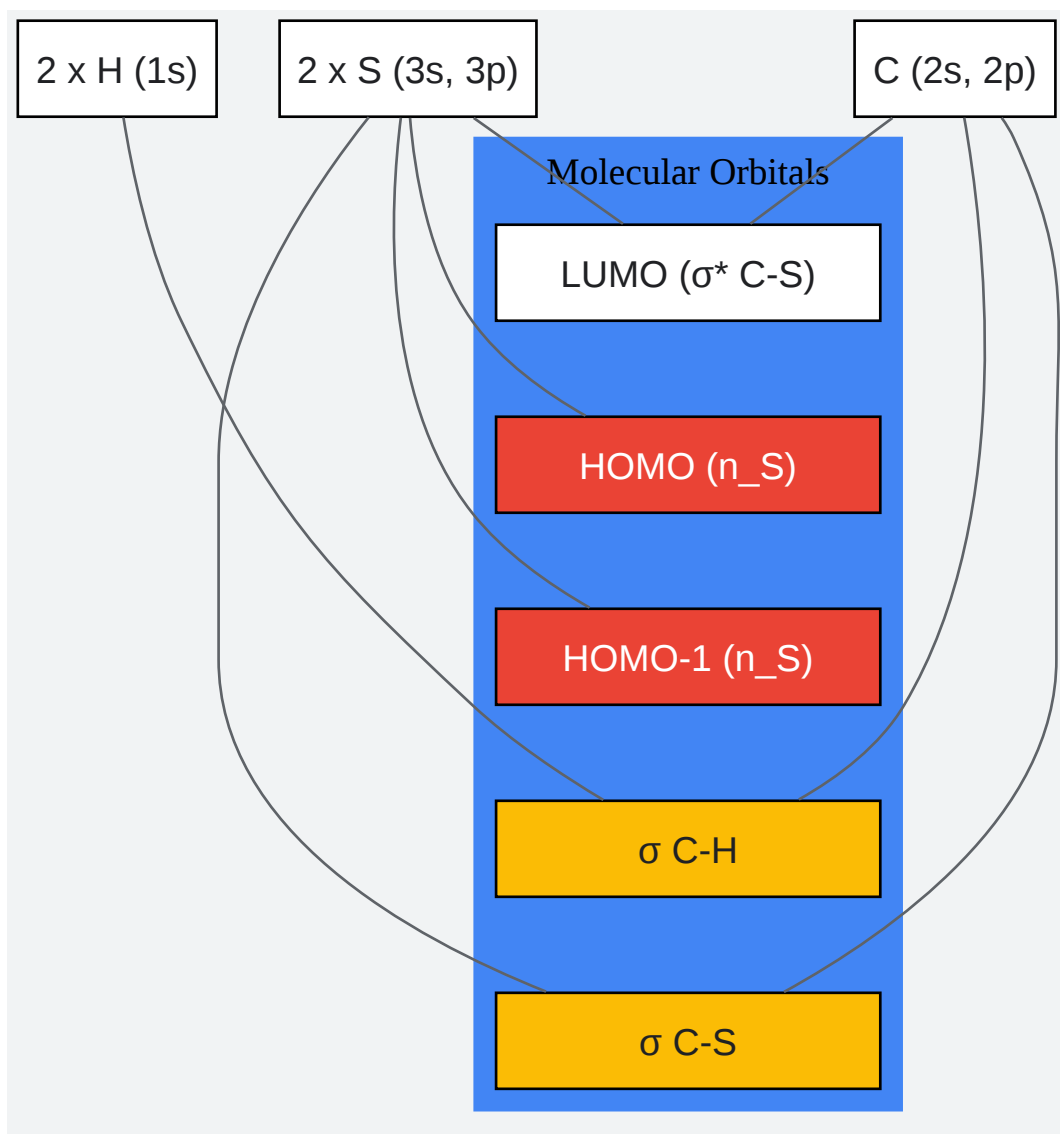 2 x H (1s)
2 x S (3s, 3p)
C (2s, 2p)
Molecular Orbitals
LUMO (σ* C-S)
HOMO (n_S)
HOMO-1 (n_S)
σ C-H
σ C-S